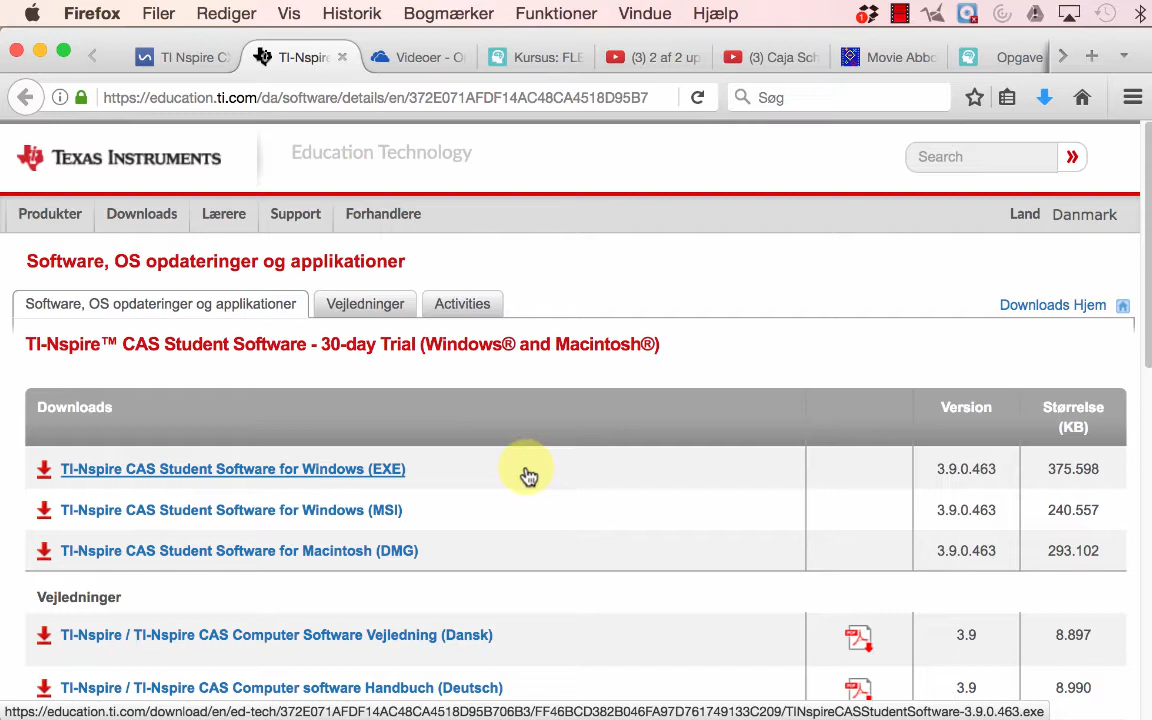 Firefox Filer Rediger Vis Historik Bogmærker Funktioner Vindue Hjælp
TI Nspire C TI-Nspire Videoer - O Kursus: FLE (3) 2 af 2 up (3) Caja Sch Movie Abbo Opgave
https://education.ti.com/da/software/details/en/372E071AFDF14AC48CA4518D95B7 Søg
TEXAS INSTRUMENTS Education Technology Search
Produkter Downloads Lærere Support Forhandlere Land Danmark
Software, OS opdateringer og applikationer
Software, OS opdateringer og applikationer Vejledninger Activities Downloads Hjem
TI-Nspire™ CAS Student Software - 30-day Trial (Windows® and Macintosh®)
Downloads Version Størrelse
(KB)
TI-Nspire CAS Student Software for Windows (EXE) 3.9.0.463 375.598
TI-Nspire CAS Student Software for Windows (MSI) 3.9.0.463 240.557
TI-Nspire CAS Student Software for Macintosh (DMG) 3.9.0.463 293.102
Vejledninger
TI-Nspire / TI-Nspire CAS Computer Software Vejledning (Dansk) 3.9 8.897
TI-Nspire / TI-Nspire CAS Computer software Handbuch (Deutsch) 3.9 8.990
https://education.ti.com/download/en/ed-tech/372E071AFDF14AC48CA4518D95B706B3/FF46BCD382B046FA97D761749133C209/TINspireCASStudentSoftware-3.9.0.463.exe